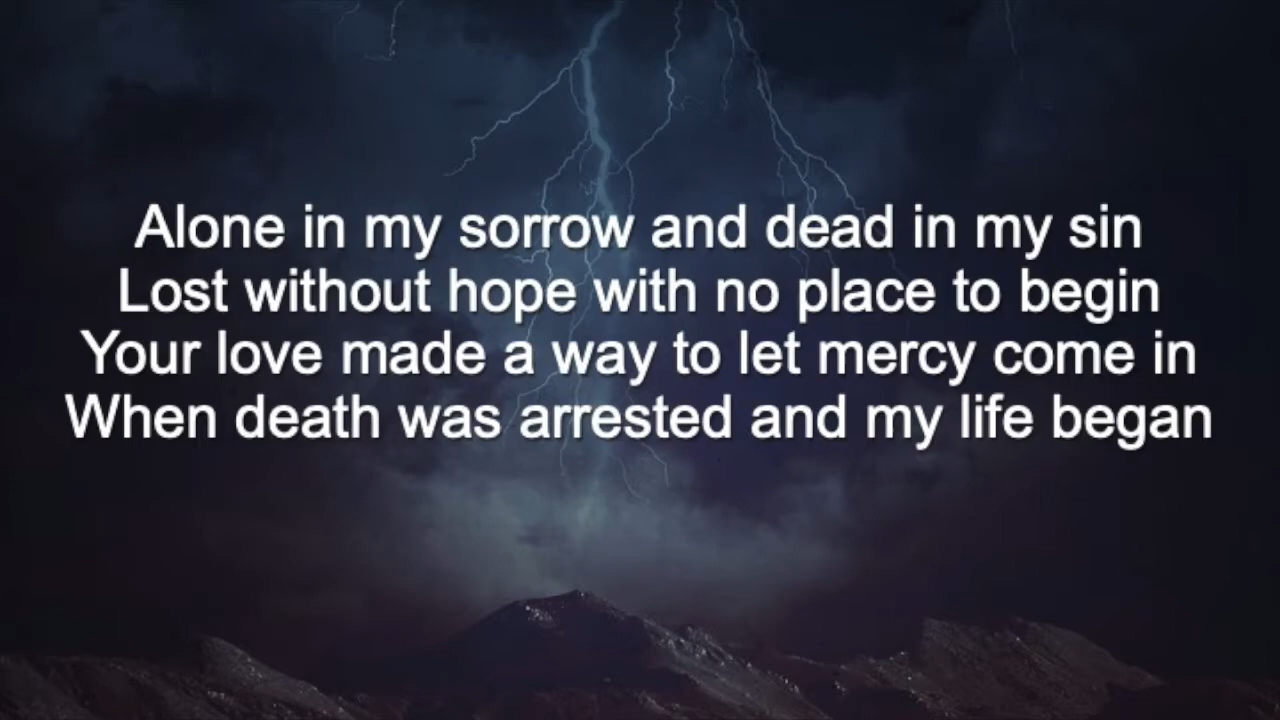 Alone in my sorrow and dead in my sin
Lost without hope with no place to begin
Your love made a way to let mercy come in
When death was arrested and my life began